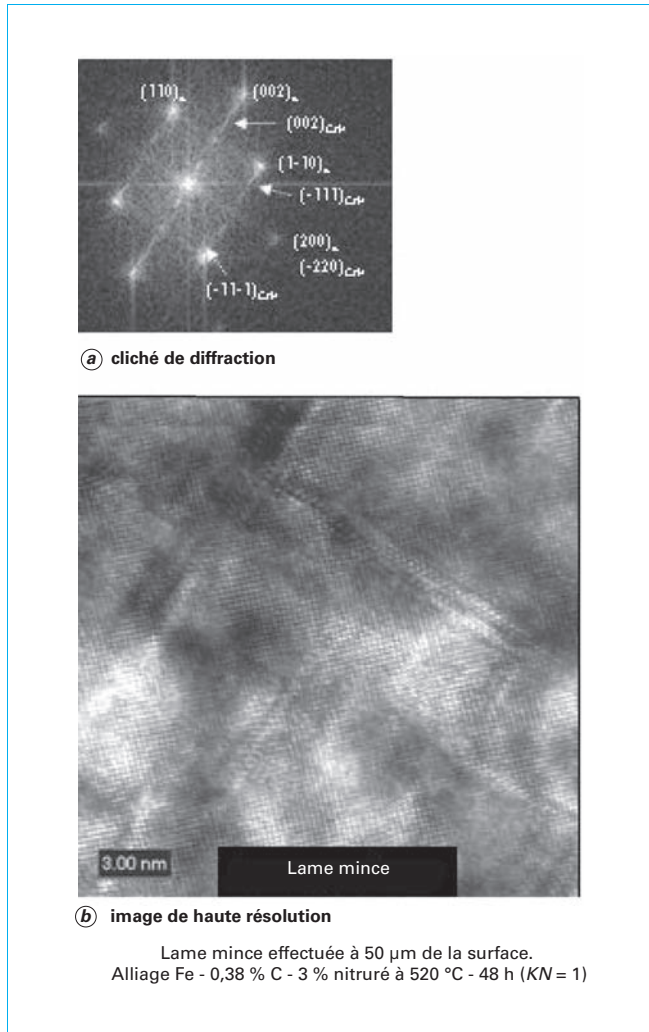 (110)α (002)α
(002)CrN
(1-10)α
(-111)CrN
(200)α
(-220)CrN
(-11-1)CrN
a cliché de diffraction
3.00 nm
Lame mince
b image de haute résolution
Lame mince effectuée à 50 µm de la surface.
Alliage Fe - 0,38 % C - 3 % nitruré à 520 °C - 48 h (KN = 1)